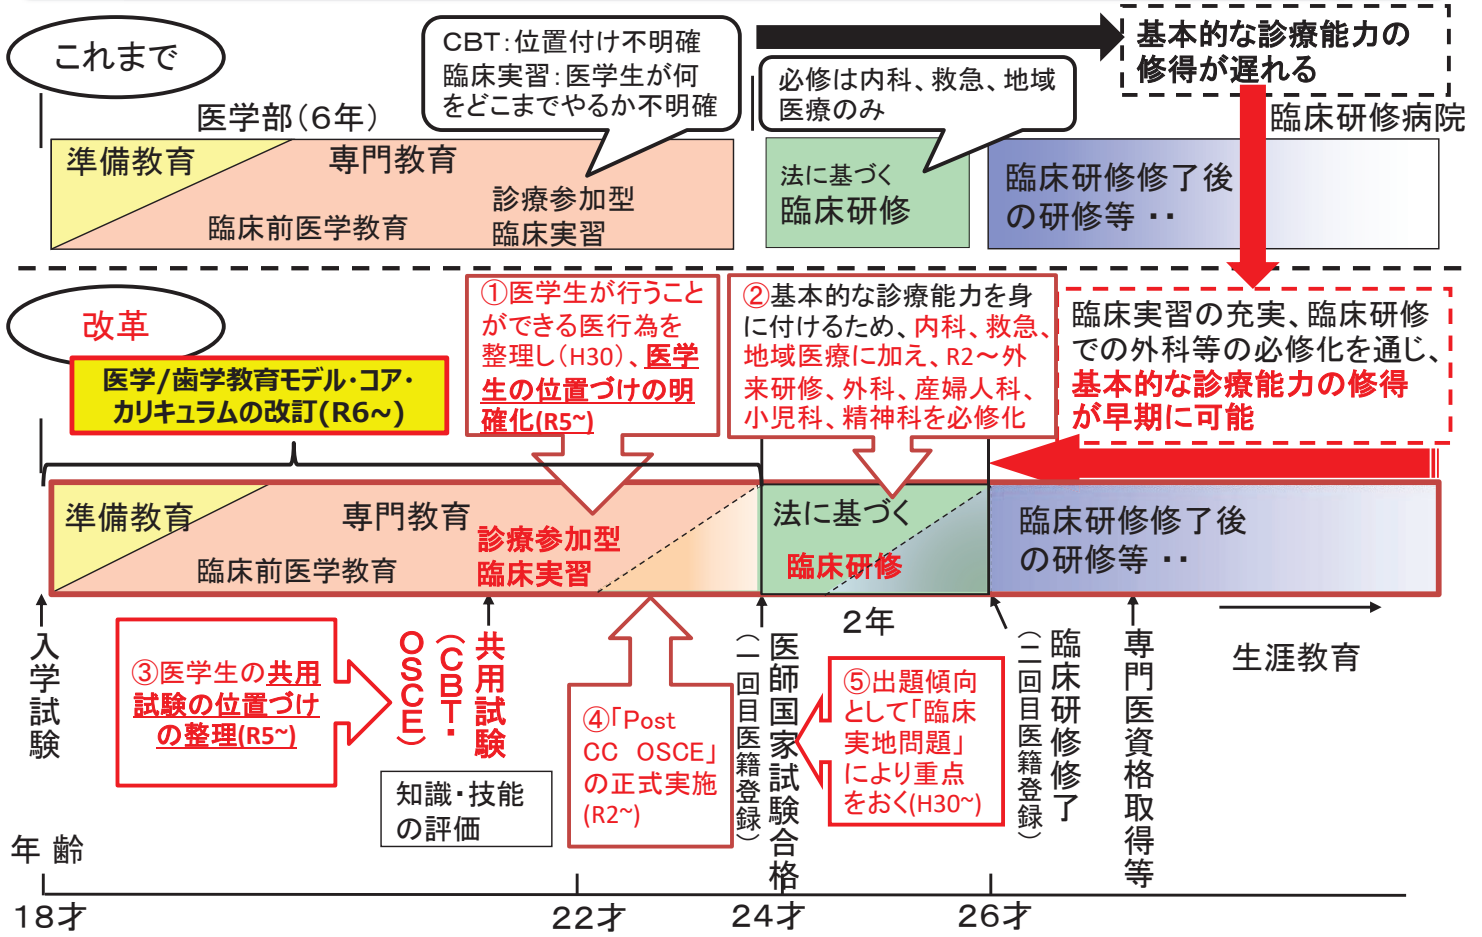 これまで
CBT：位置付け不明確
臨床実習：医学生が何
をどこまでやるか不明確
必修は内科、救急、地域
医療のみ
基本的な診療能力の
修得が遅れる
医学部（6年）
臨床研修病院
準備教育
専門教育
臨床前医学教育
診療参加型
臨床実習
法に基づく
臨床研修
臨床研修修了後
の研修等・・
改革
医学/歯学教育モデル・コア・
カリキュラムの改訂(R6~)
①医学生が行うこと
ができる医行為を
整理し（H30）、医学
生の位置づけの明
確化(R5~)
②基本的な診療能力を身
に付けるため、内科、救急、
地域医療に加え、R2～外
来研修、外科、産婦人科、
小児科、精神科を必修化
臨床実習の充実、臨床研修
での外科等の必修化を通じ、
基本的な診療能力の修得
が早期に可能
準備教育
専門教育
臨床前医学教育
診療参加型
臨床実習
法に基づく
臨床研修
臨床研修修了後
の研修等・・
2年
入学試験
③医学生の共用
試験の位置づけ
の整理(R5~)
共用試験
（CBT・
OSCE）
知識・技能
の評価
④「Post
CC OSCE」
の正式実施
(R2~)
医師国家試験合格
（一回目医籍登録）
⑤出題傾向
として「臨床
実地問題」
により重点
をおく(H30~)
臨床研修修了
（二回目医籍登録）
専門医資格取得等
生涯教育
年 齢
18才
22才
24才
26才